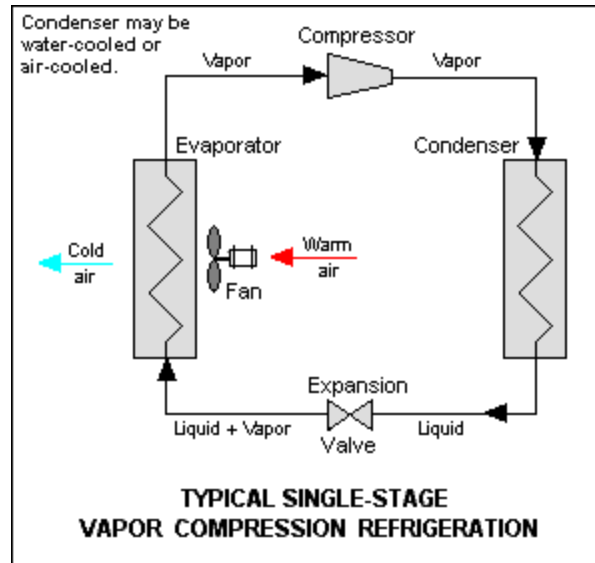 Condenser may be
water-cooled or
air-cooled.
Compressor
Vapor
Vapor
Evaporator
Condenser
Cold
air
Warm
air
Fan
Expansion
Valve
Liquid + Vapor
Liquid
TYPICAL SINGLE-STAGE
VAPOR COMPRESSION REFRIGERATION